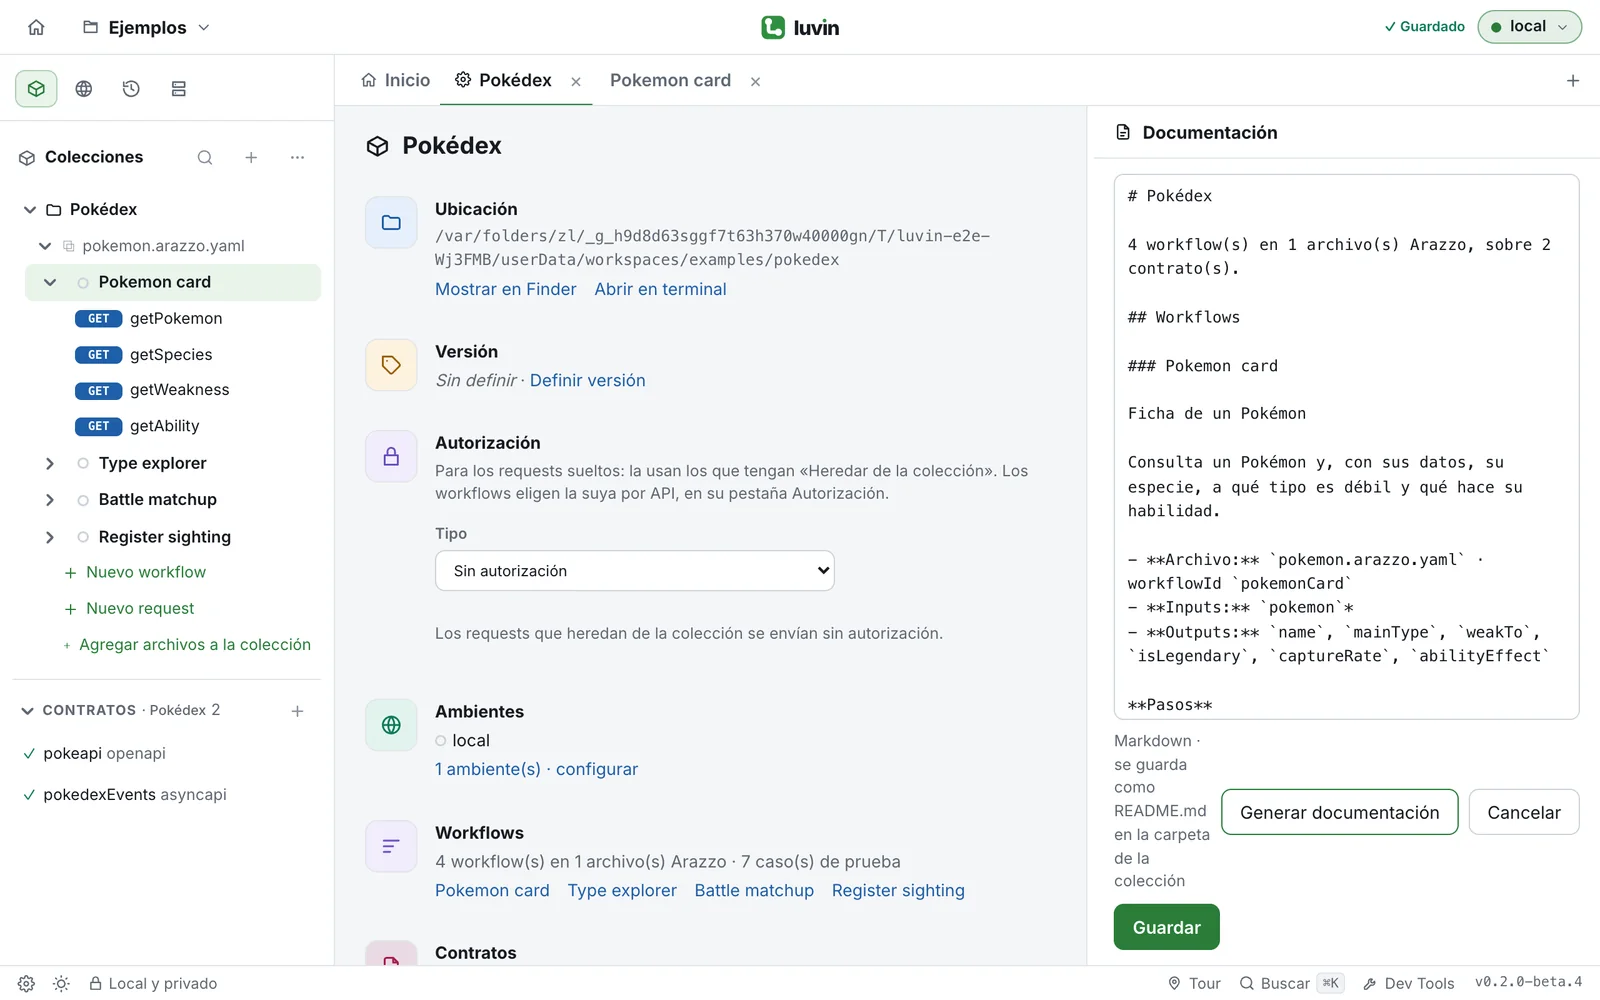 Ejemplos
luvin
Guardado
local
Inicio
Pokédex
Pokemon card
Colecciones
Pokédex
pokemon.arazzo.yaml
Pokemon card
GET getPokemon
GET getSpecies
GET getWeakness
GET getAbility
Type explorer
Battle matchup
Register sighting
+ Nuevo workflow
+ Nuevo request
+ Agregar archivos a la colección
CONTRATOS · Pokédex 2
pokeapi openapi
pokedexEvents asyncapi
Pokédex
Ubicación
/var/folders/zl/_g_h9d8d63sggf7t63h370w40000gn/T/luvin-e2e-
Wj3FMB/userData/workspaces/examples/pokedex
Mostrar en Finder Abrir en terminal
Versión
Sin definir · Definir versión
Autorización
Para los requests sueltos: la usan los que tengan «Heredar de la colección». Los
workflows eligen la suya por API, en su pestaña Autorización.
Tipo
Sin autorización
Los requests que heredan de la colección se envían sin autorización.
Ambientes
local
1 ambiente(s) · configurar
Workflows
4 workflow(s) en 1 archivo(s) Arazzo · 7 caso(s) de prueba
Pokemon card Type explorer Battle matchup Register sighting
Contratos
Documentación
# Pokédex
4 workflow(s) en 1 archivo(s) Arazzo, sobre 2
contrato(s).
## Workflows
### Pokemon card
Ficha de un Pokémon
Consulta un Pokémon y, con sus datos, su
especie, a qué tipo es débil y qué hace su
habilidad.
- **Archivo:** `pokemon.arazzo.yaml` ·
workflowId `pokemonCard`
- **Inputs:** `pokemon`*
- **Outputs:** `name`, `mainType`, `weakTo`,
`isLegendary`, `captureRate`, `abilityEffect`
**Pasos**
Markdown ·
se guarda
como
README.md
en la carpeta
de la
colección
Generar documentación
Cancelar
Guardar
Local y privado
Tour
Buscar ⌘K
Dev Tools
v0.2.0-beta.4